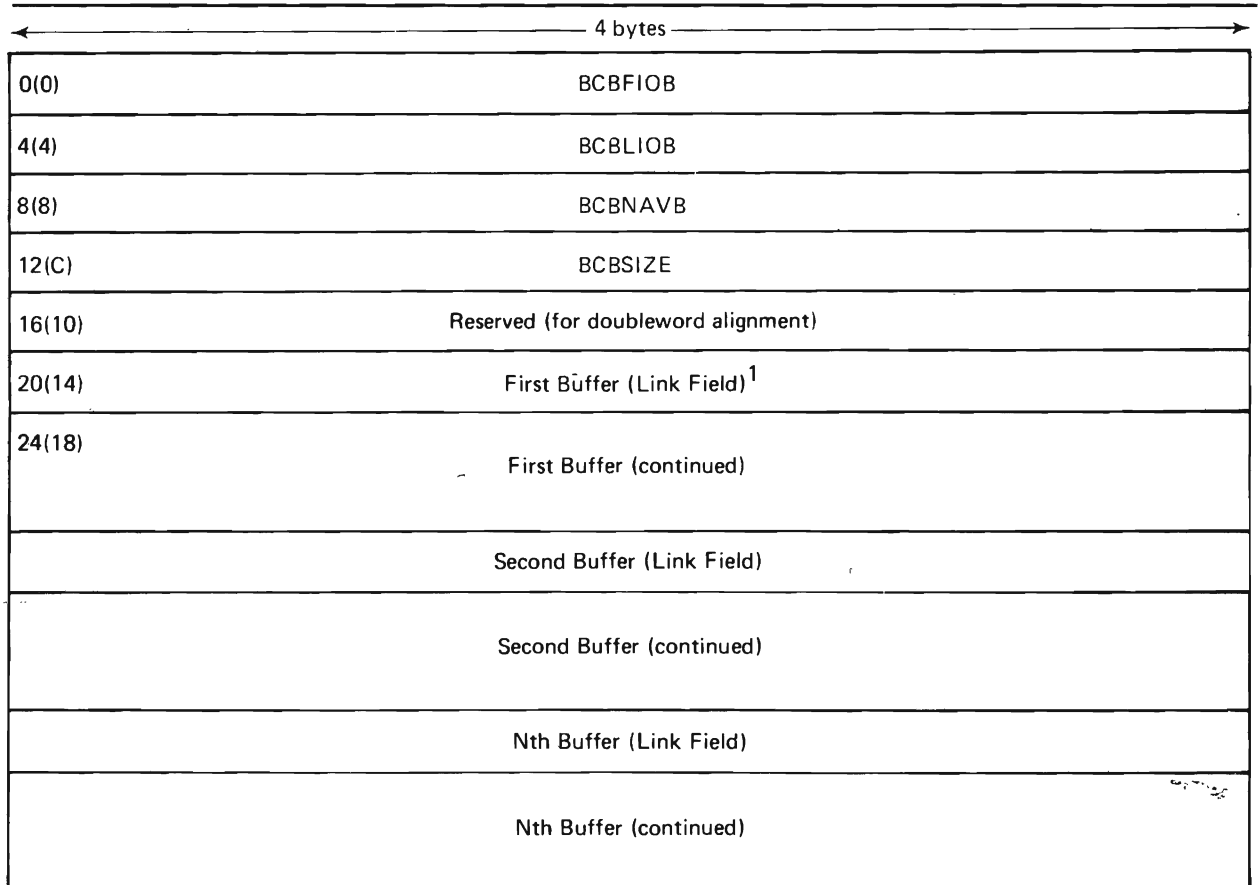 4 bytes
0(0) BCBFIOB
4(4) BCBLIOB
8(8) BCBNAVB
12(C) BCBSIZE
16(10) Reserved (for doubleword alignment)
20(14) First Buffer (Link Field)1
24(18)
First Buffer (continued)
Second Buffer (Link Field)
Second Buffer (continued)
Nth Buffer (Link Field)
Nth Buffer (continued)